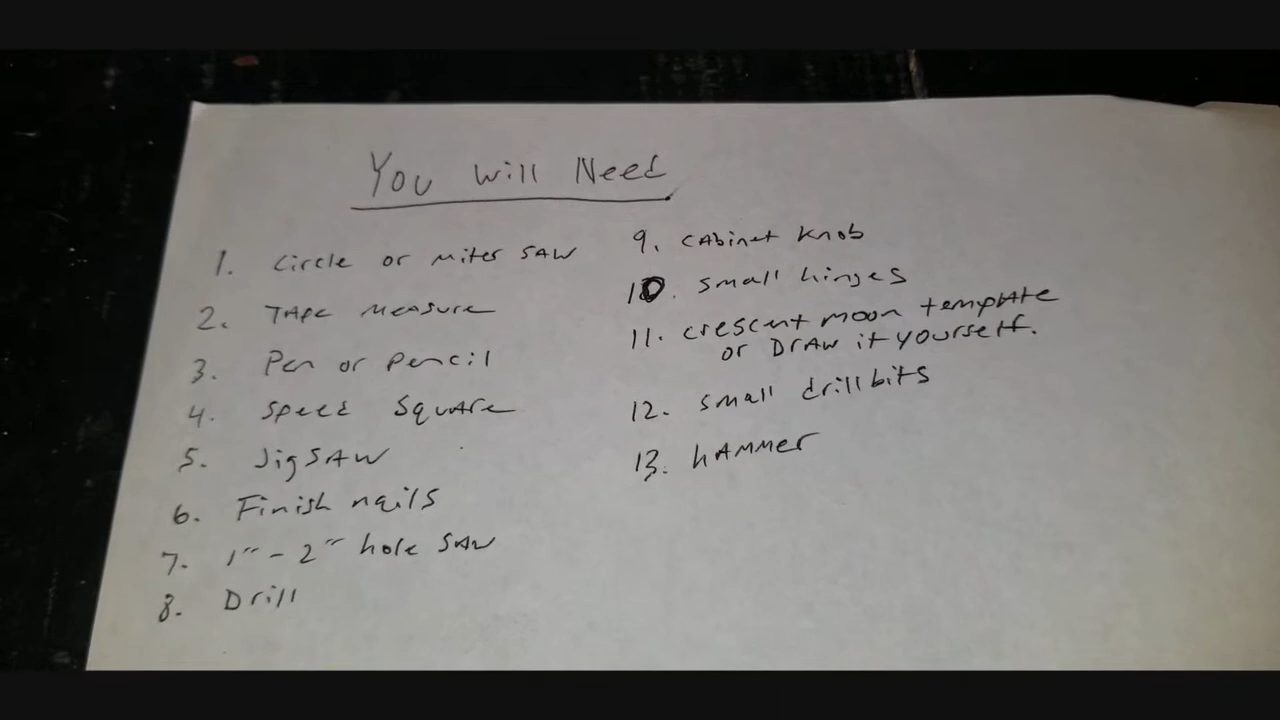 You will Need
1. Circle or Miter SAW
2. TAPE MEASURE
3. Pen or Pencil
4. Speed Square
5. JigSAW
6. Finish nails
7. 1" - 2" hole SAW
8. Drill
9. CABinet Knob
10. small hinges
11. crescent moon template
or DRAW it yourself.
12. small drill bits
13. hAMMer